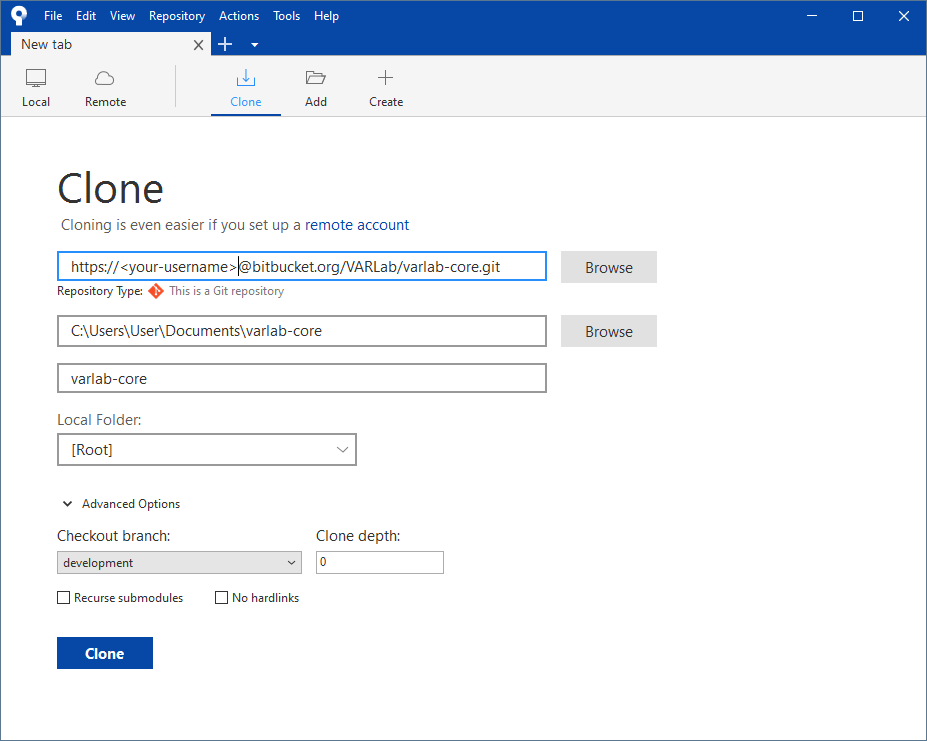 File Edit View Repository Actions Tools Help
New tab
Local Remote Clone Add Create
Clone
Cloning is even easier if you set up a remote account
https://<your-username>@bitbucket.org/VARLab/varlab-core.git Browse
Repository Type: This is a Git repository
C:\Users\User\Documents\varlab-core Browse
varlab-core
Local Folder:
[Root]
Advanced Options
Checkout branch: Clone depth:
development 0
Recurse submodules No hardlinks
Clone